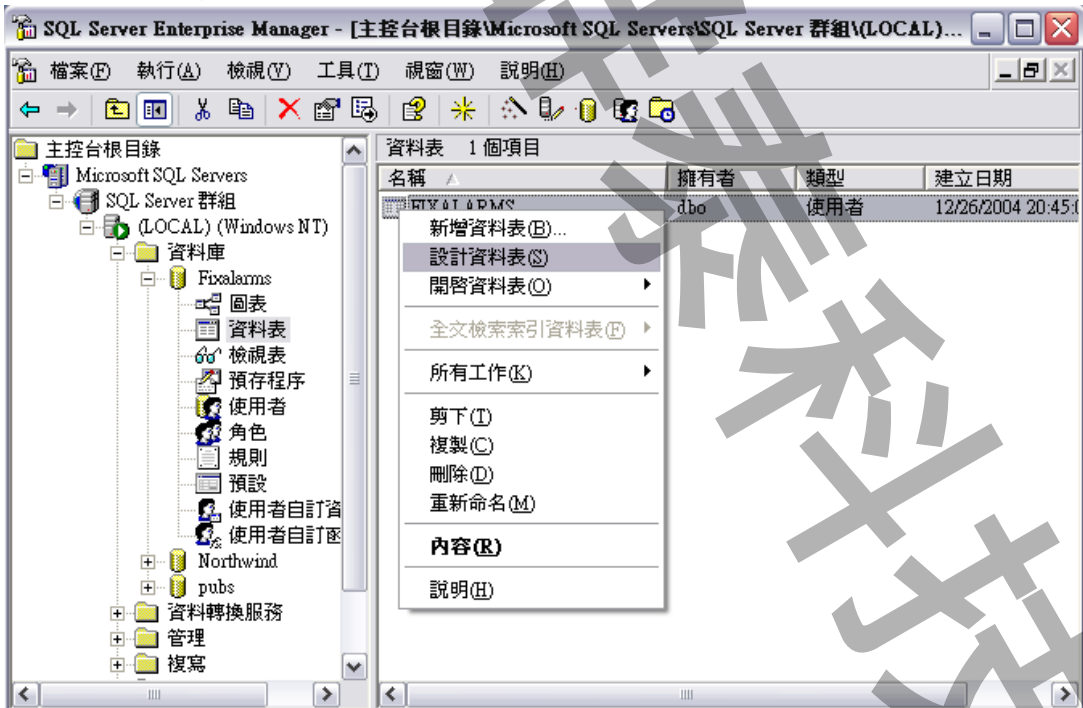 SQL Server Enterprise Manager - [主控台根目錄\Microsoft SQL Servers\SQL Server 群組\(LOCAL)...
檔案(F) 執行(A) 檢視(V) 工具(T) 視窗(W) 說明(H)
主控台根目錄
Microsoft SQL Servers
SQL Server 群組
(LOCAL) (Windows NT)
資料庫
Fixalarms
圖表
資料表
檢視表
預存程序
使用者
角色
規則
預設
使用者自訂資
使用者自訂函
Northwind
pubs
資料轉換服務
管理
複寫
資料表 1 個項目
名稱 擁有者 類型 建立日期
FIXALARMS dbo 使用者 12/26/2004 20:45:0
新增資料表(B)...
設計資料表(S)
開啓資料表(O)
全文檢索索引資料表(F)
所有工作(K)
剪下(T)
複製(C)
刪除(D)
重新命名(M)
內容(R)
說明(H)
科技